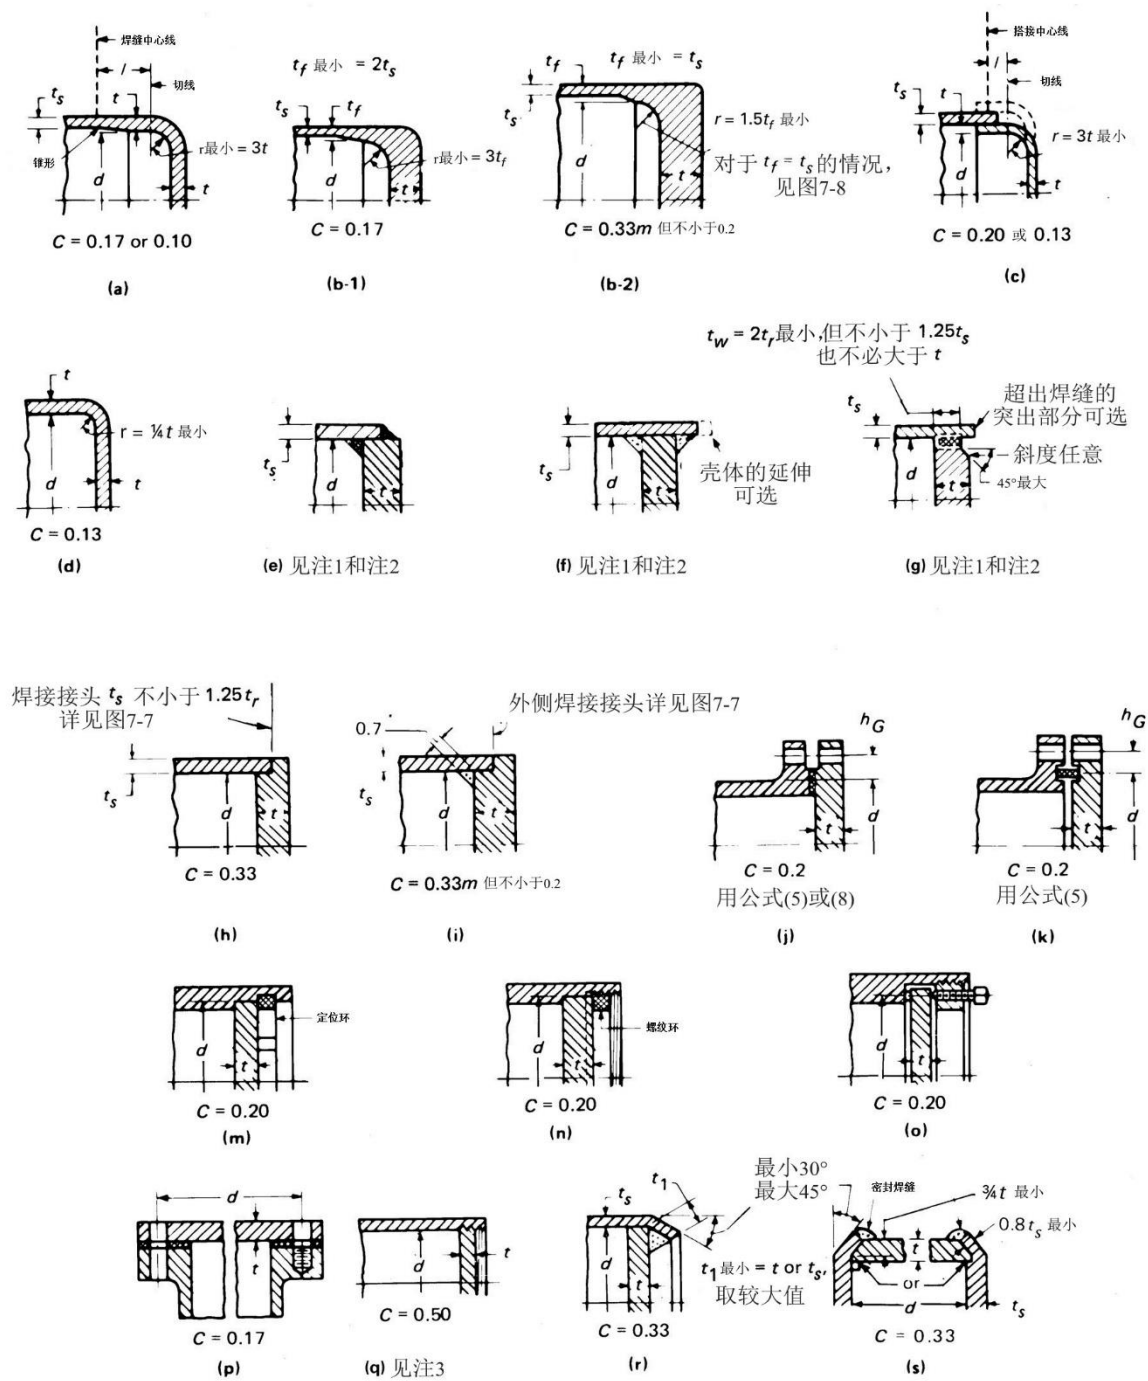 焊缝中心线
l
切线
t_s
t
锥形
r最小 = 3t
d
t
C = 0.17 or 0.10
(a)
t_f 最小 = 2t_s
t_s
t_f
r最小 = 3t_f
d
t
C = 0.17
(b-1)
t_f
t_f 最小 = t_s
t_s
r = 1.5t_f 最小
d
t
对于 t_f = t_s 的情况,
见图7-8
C = 0.33m 但不小于0.2
(b-2)
搭接中心线
l
切线
t_s
t
r = 3t 最小
d
t
C = 0.20 或 0.13
(c)
t
r = ¼t 最小
d
t
C = 0.13
(d)
t_s
d
t
(e) 见注1和注2
t_s
d
t
壳体的延伸
可选
(f) 见注1和注2
t_w = 2t_r最小,但不小于 1.25t_s
也不必大于 t
t_s
超出焊缝的
突出部分可选
斜度任意
45°最大
d
t
(g) 见注1和注2
焊接接头 t_s 不小于 1.25t_r
详见图7-7
t_s
d
t
C = 0.33
(h)
外侧焊接接头详见图7-7
0.7
t_s
d
t
C = 0.33m 但不小于0.2
(i)
h_G
d
t
C = 0.2
用公式(5)或(8)
(j)
h_G
d
t
C = 0.2
用公式(5)
(k)
定位环
d
t
C = 0.20
(m)
螺纹环
d
t
C = 0.20
(n)
d
t
C = 0.20
(o)
d
t
C = 0.17
(p)
d
t
C = 0.50
(q) 见注3
t_s
t_1
最小30°
最大45°
d
t
t_1 最小 = t or t_s,
取较大值
C = 0.33
(r)
密封焊缝
¾t 最小
0.8t_s 最小
t
or
d
t_s
C = 0.33
(s)